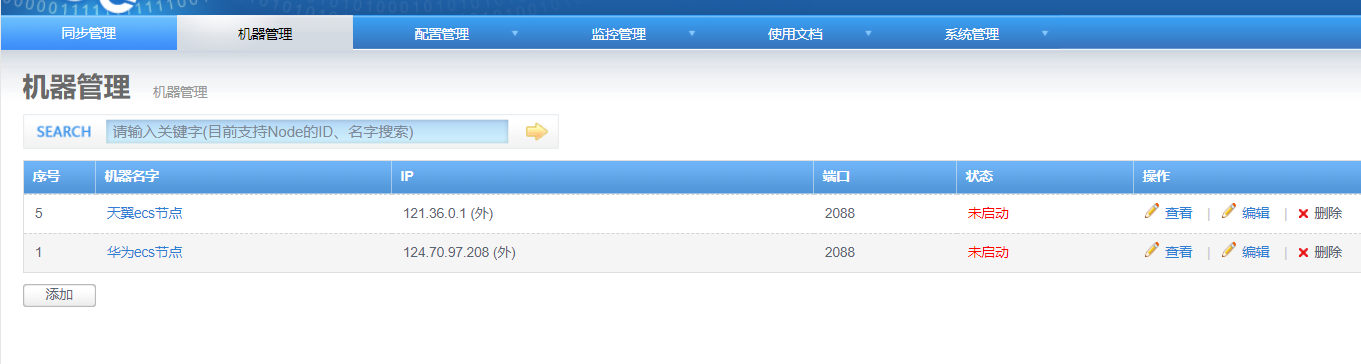 同步管理 机器管理 配置管理 监控管理 使用文档 系统管理
机器管理 机器管理
SEARCH 请输入关键字(目前支持Node的ID、名字搜索)
序号 机器名字 IP 端口 状态 操作
5 天翼ecs节点 121.36.0.1 (外) 2088 未启动 查看 | 编辑 | 删除
1 华为ecs节点 124.70.97.208 (外) 2088 未启动 查看 | 编辑 | 删除
添加